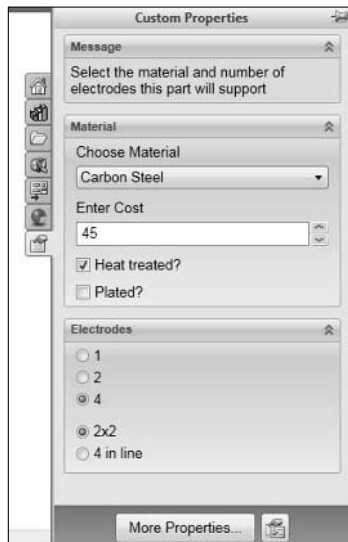 Custom Properties
Message
Select the material and number of
electrodes this part will support
Material
Choose Material
Carbon Steel
Enter Cost
45
Heat treated?
Plated?
Electrodes
1
2
4
2x2
4 in line
More Properties...